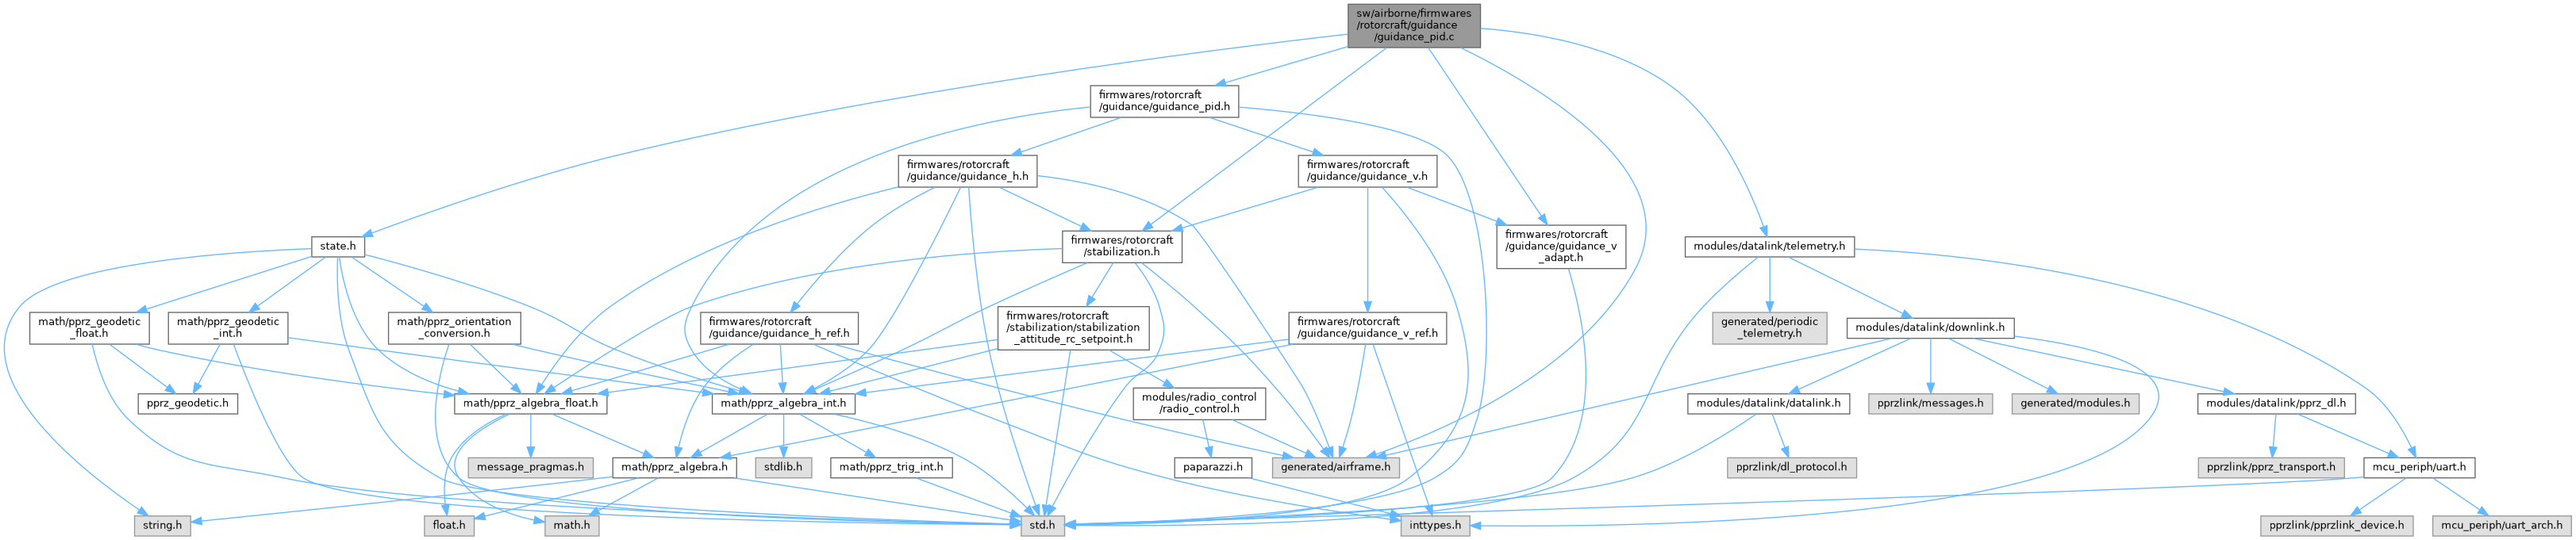 sw/airborne/firmwares
/rotorcraft/guidance
/guidance_pid.c
firmwares/rotorcraft
/guidance/guidance_pid.h
firmwares/rotorcraft
/guidance/guidance_h.h
firmwares/rotorcraft
/guidance/guidance_v.h
state.h
firmwares/rotorcraft
/stabilization.h
firmwares/rotorcraft
/guidance/guidance_v
_adapt.h
modules/datalink/telemetry.h
math/pprz_geodetic
_float.h
math/pprz_geodetic
_int.h
math/pprz_orientation
_conversion.h
firmwares/rotorcraft
/guidance/guidance_h_ref.h
firmwares/rotorcraft
/stabilization/stabilization
_attitude_rc_setpoint.h
firmwares/rotorcraft
/guidance/guidance_v_ref.h
generated/periodic
_telemetry.h
modules/datalink/downlink.h
pprz_geodetic.h
math/pprz_algebra_float.h
math/pprz_algebra_int.h
modules/radio_control
/radio_control.h
modules/datalink/datalink.h
pprzlink/messages.h
generated/modules.h
modules/datalink/pprz_dl.h
message_pragmas.h
math/pprz_algebra.h
stdlib.h
math/pprz_trig_int.h
paparazzi.h
generated/airframe.h
pprzlink/dl_protocol.h
pprzlink/pprz_transport.h
mcu_periph/uart.h
string.h
float.h
math.h
std.h
inttypes.h
pprzlink/pprzlink_device.h
mcu_periph/uart_arch.h